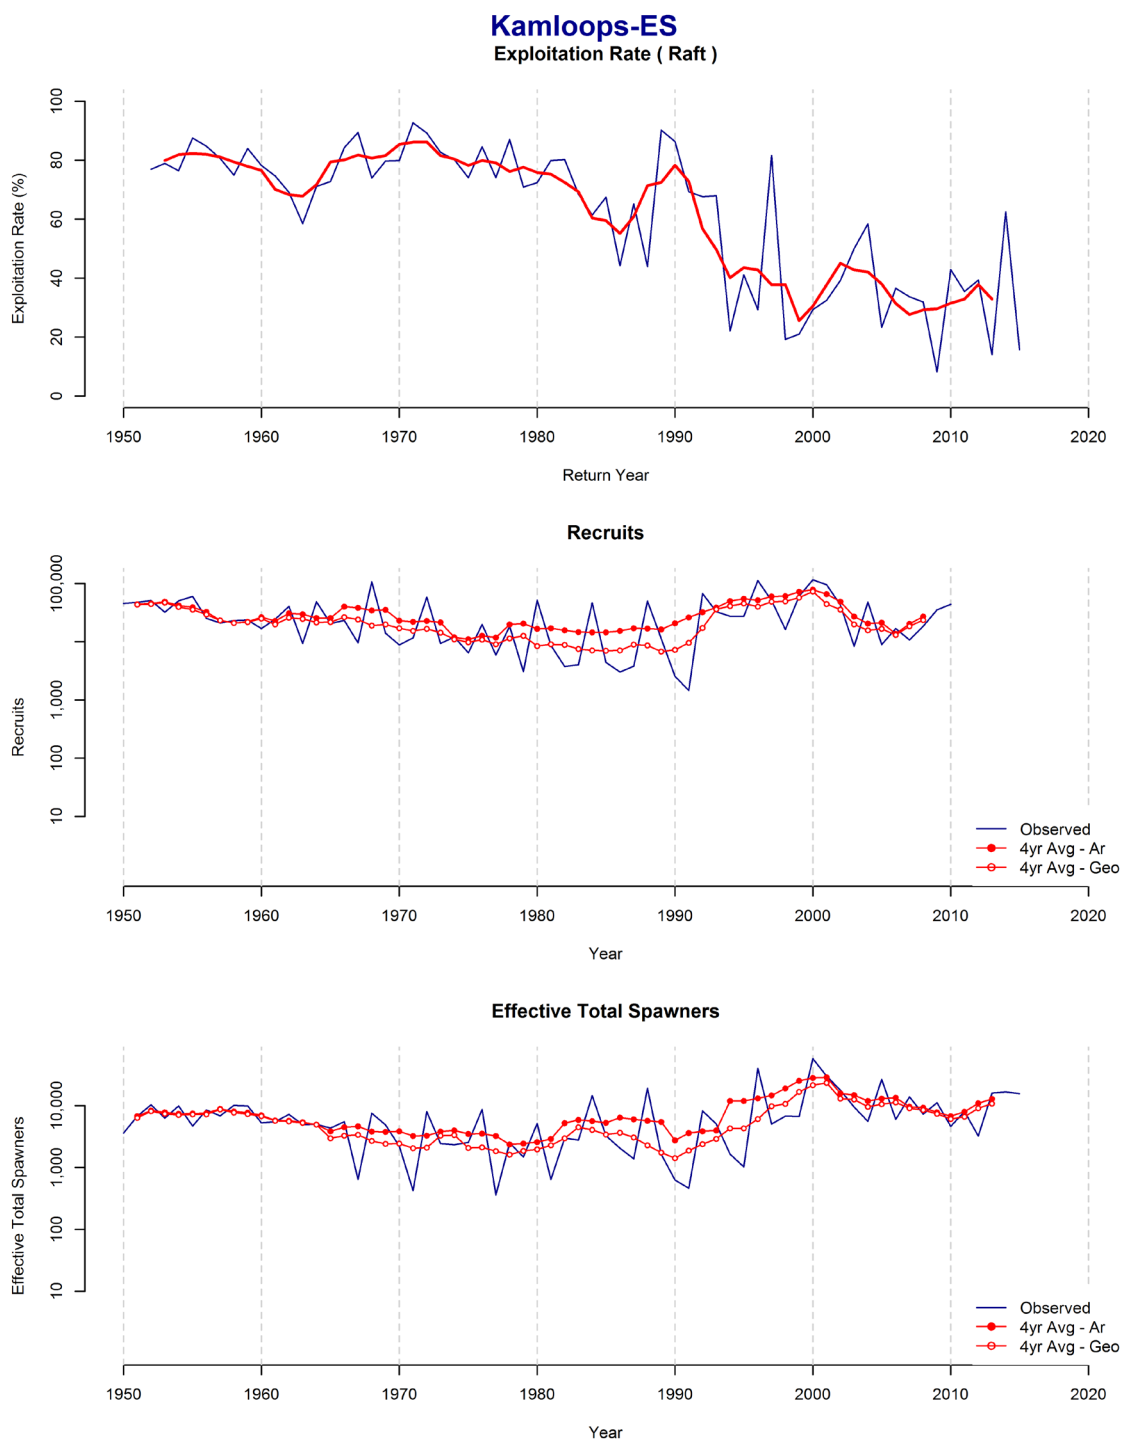 Kamloops-ES
Exploitation Rate ( Raft )
Exploitation Rate (%)
100
80
60
40
20
0
1950 1960 1970 1980 1990 2000 2010 2020
Return Year
Recruits
Recruits
100,000
1,000
100
10
Observed
4yr Avg - Ar
4yr Avg - Geo
1950 1960 1970 1980 1990 2000 2010 2020
Year
Effective Total Spawners
Effective Total Spawners
10,000
1,000
100
10
Observed
4yr Avg - Ar
4yr Avg - Geo
1950 1960 1970 1980 1990 2000 2010 2020
Year